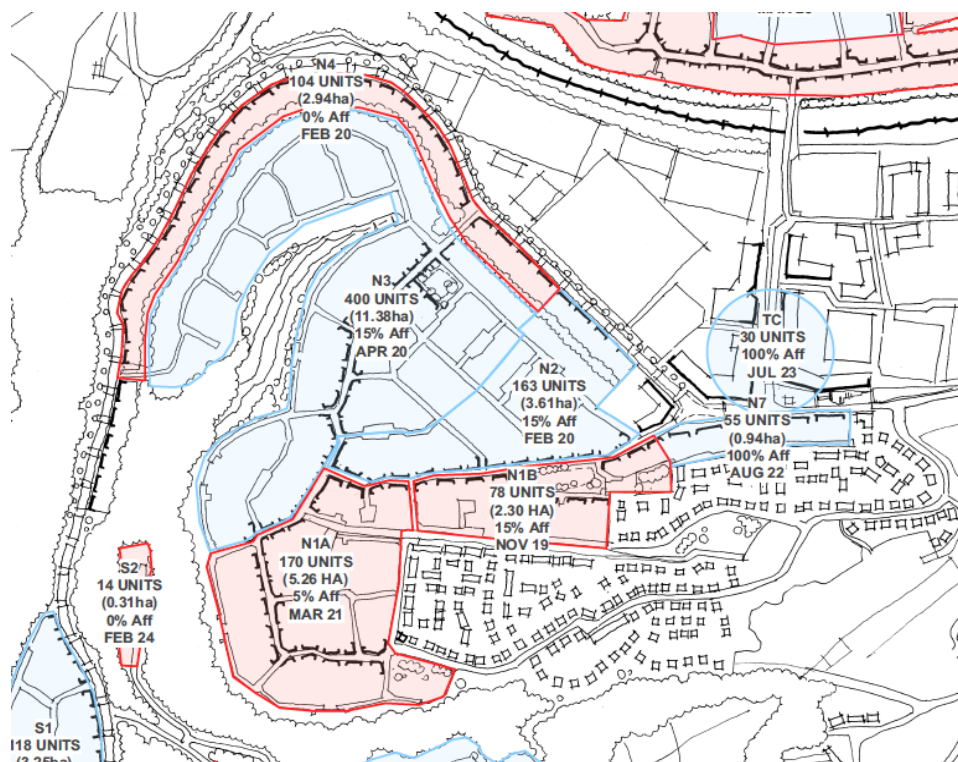 N4
104 UNITS
(2.94ha)
0% Aff
FEB 20
N3
400 UNITS
(11.38ha)
15% Aff
APR 20
TC
30 UNITS
100% Aff
JUL 23
N2
163 UNITS
(3.61ha)
15% Aff
FEB 20
N7
55 UNITS
(0.94ha)
100% Aff
AUG 22
N1B
78 UNITS
(2.30 HA)
15% Aff
NOV 19
N1A
170 UNITS
(5.26 HA)
5% Aff
MAR 21
S2
14 UNITS
(0.31ha)
0% Aff
FEB 24
S1
118 UNITS
(3.25ha)